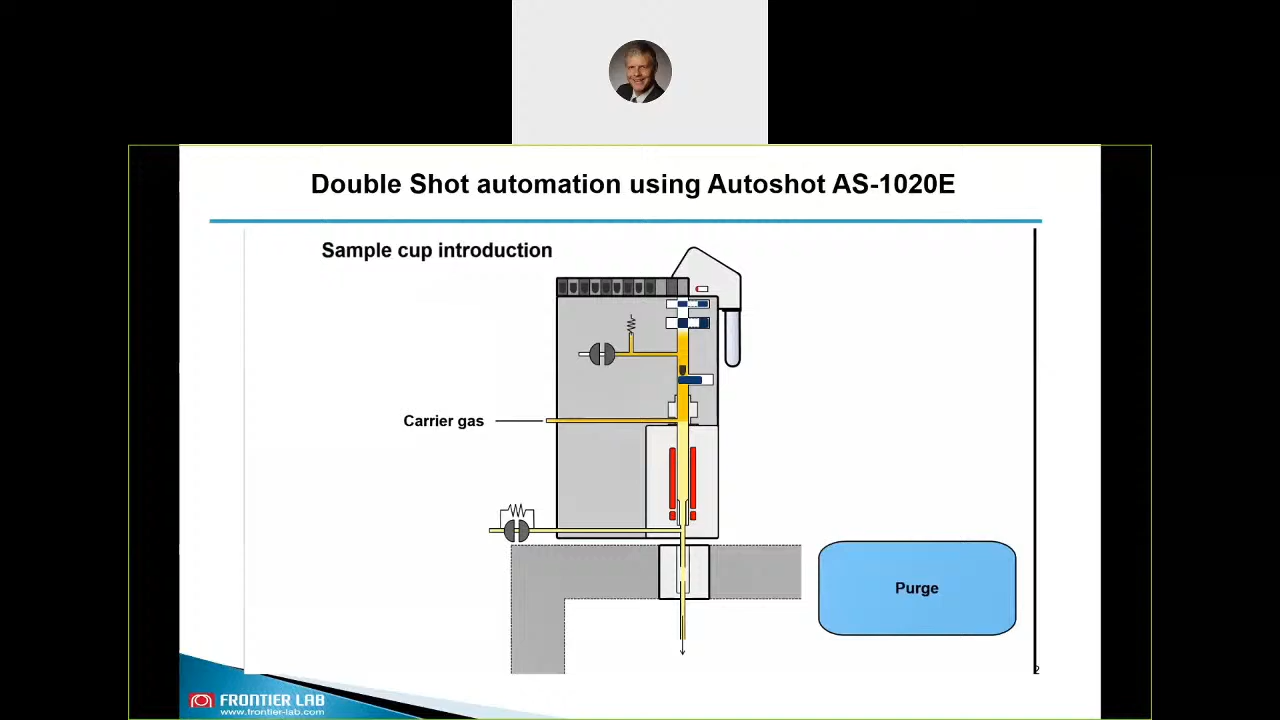 Double Shot automation using Autoshot AS-1020E
Sample cup introduction
Carrier gas
Purge
2
FRONTIER LAB
www.frontier-lab.com